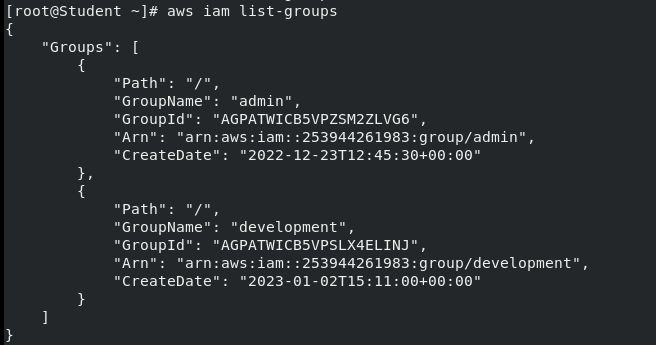 [root@Student ~]# aws iam list-groups
{
    "Groups": [
        {
            "Path": "/",
            "GroupName": "admin",
            "GroupId": "AGPATWICB5VPZSM2ZLVG6",
            "Arn": "arn:aws:iam::253944261983:group/admin",
            "CreateDate": "2022-12-23T12:45:30+00:00"
        },
        {
            "Path": "/",
            "GroupName": "development",
            "GroupId": "AGPATWICB5VPSLX4ELINJ",
            "Arn": "arn:aws:iam::253944261983:group/development",
            "CreateDate": "2023-01-02T15:11:00+00:00"
        }
    ]
}